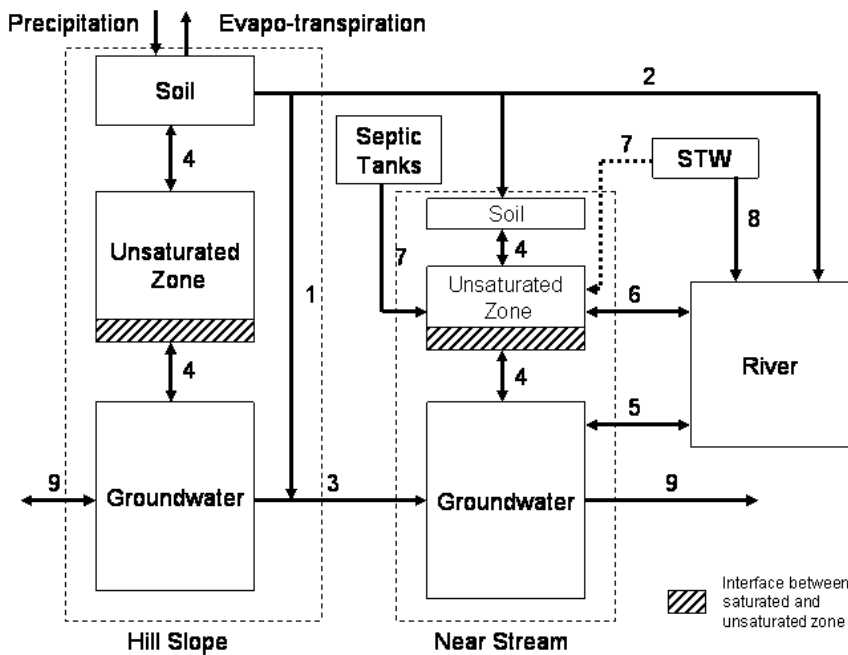 Precipitation
Evapo-transpiration
Soil
2
4
Septic
Tanks
7
STW
Soil
8
Unsaturated
Zone
4
7
1
Unsaturated
Zone
6
4
4
River
5
9
Groundwater
3
Groundwater
9
Interface between
saturated and
unsaturated zone
Hill Slope
Near Stream